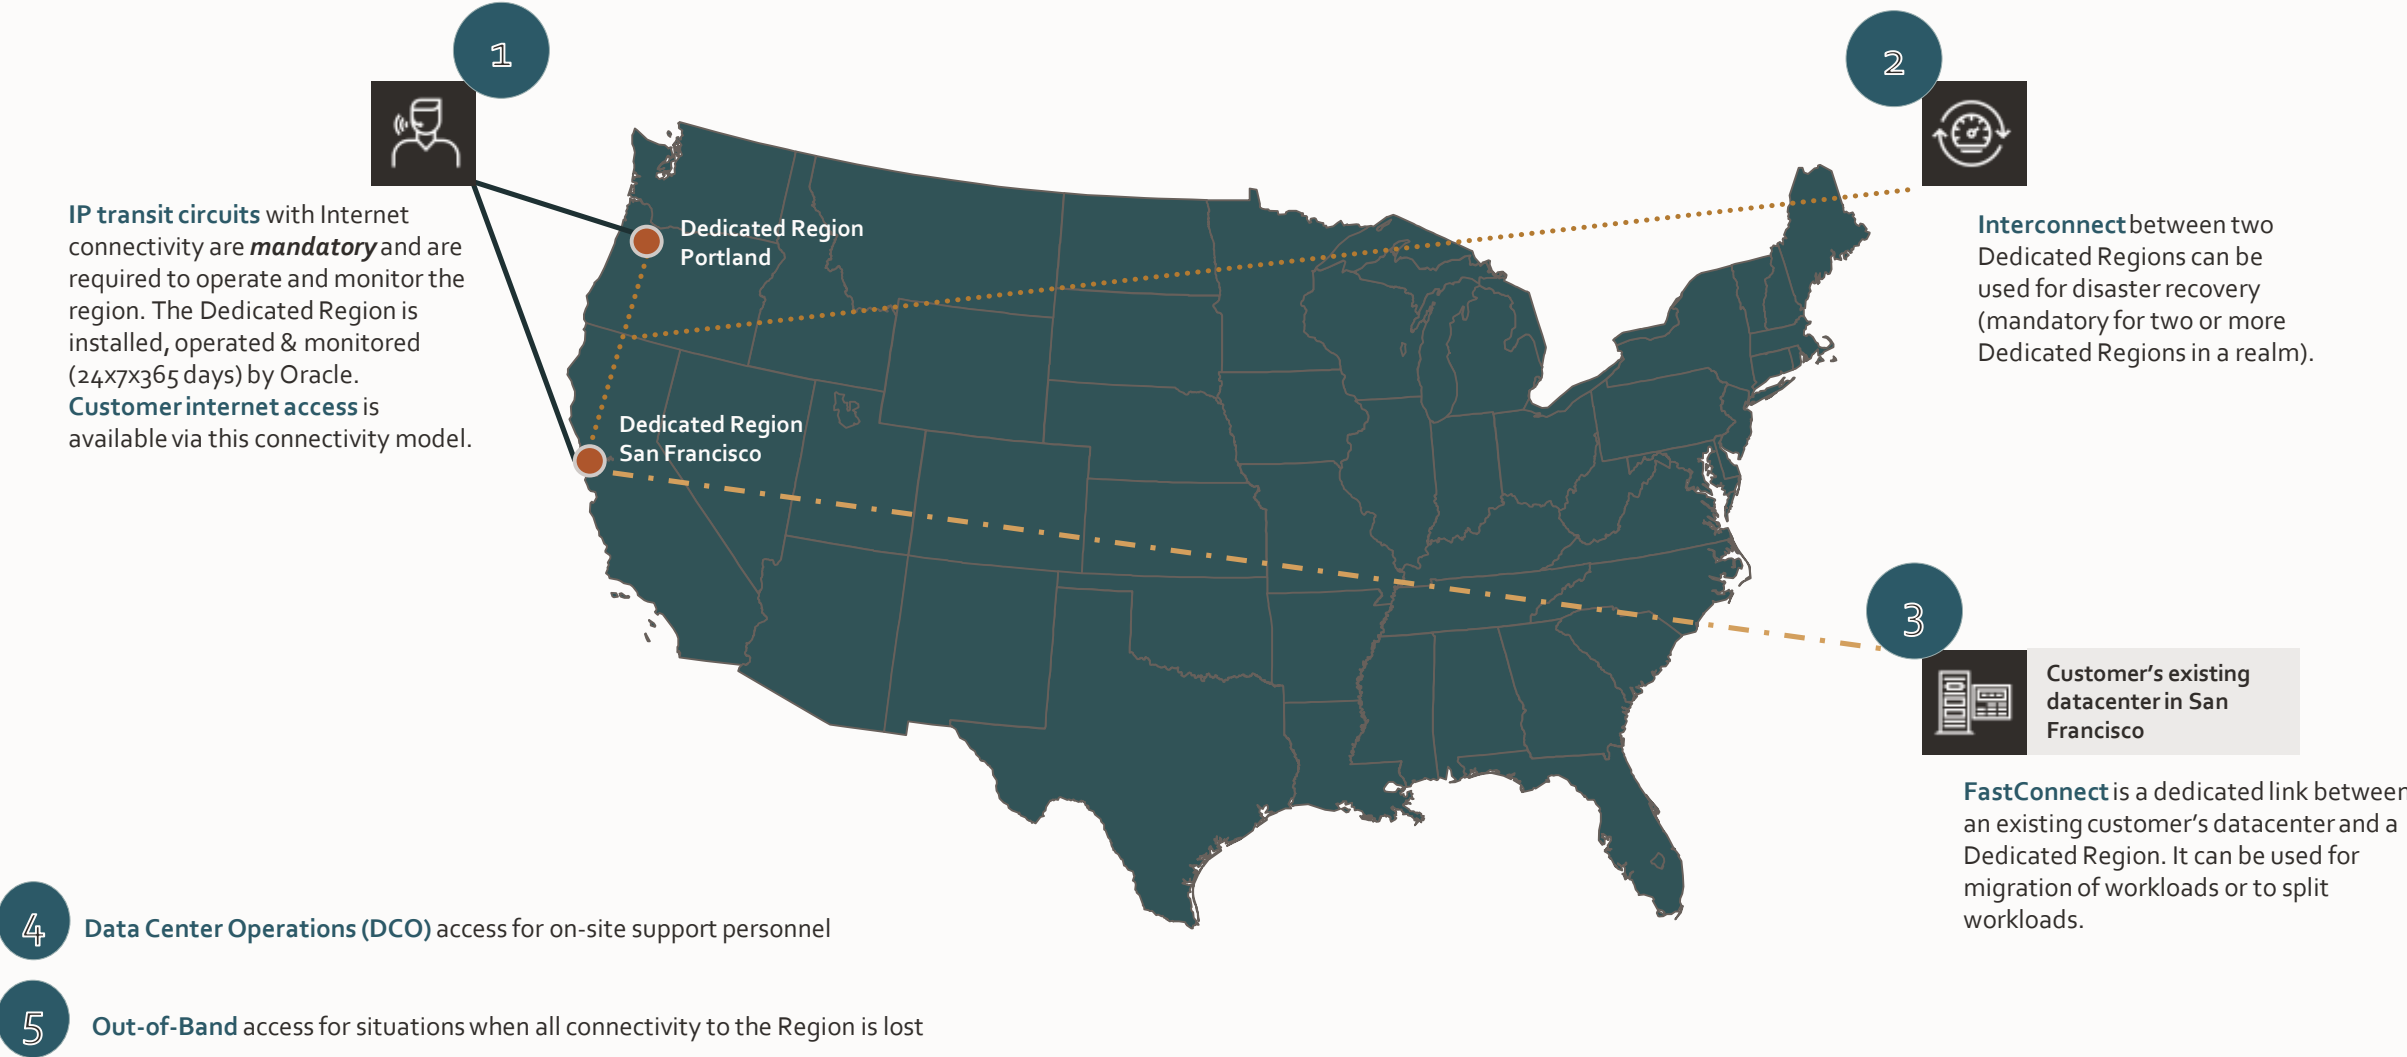 1
IP transit circuits with Internet
connectivity are mandatory and are
required to operate and monitor the
region. The Dedicated Region is
installed, operated & monitored
(24x7x365 days) by Oracle.
Customer internet access is
available via this connectivity model.
Dedicated Region
Portland
Dedicated Region
San Francisco
2
Interconnect between two
Dedicated Regions can be
used for disaster recovery
(mandatory for two or more
Dedicated Regions in a realm).
3
Customer's existing
datacenter in San
Francisco
FastConnect is a dedicated link between
an existing customer's datacenter and a
Dedicated Region. It can be used for
migration of workloads or to split
workloads.
4
Data Center Operations (DCO) access for on-site support personnel
5
Out-of-Band access for situations when all connectivity to the Region is lost